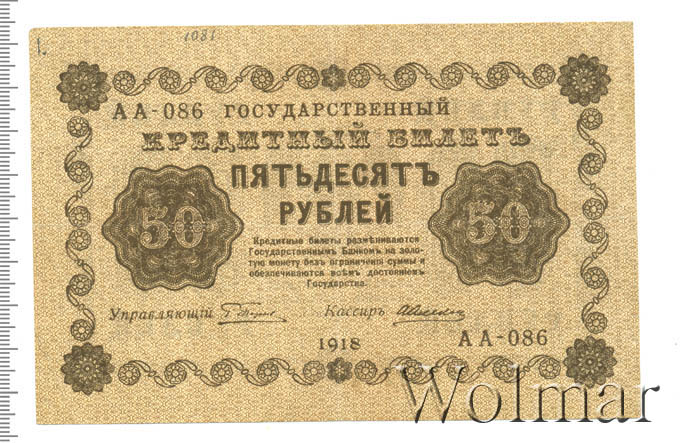 1.
1081
АА-086 ГОСУДАРСТВЕННЫЙ
КРЕДИТНЫЙ БИЛЕТЪ
ПЯТЬДЕСЯТЪ
50 РУБЛЕЙ 50
Кредитные билеты размѣниваются
Государственнымъ Банкомъ на золо-
тую монету безъ ограниченія суммы и
обезпечиваются всѣмъ достояніемъ
Государства
Управляющій Кассиръ
1918 АА-086
Wolmar